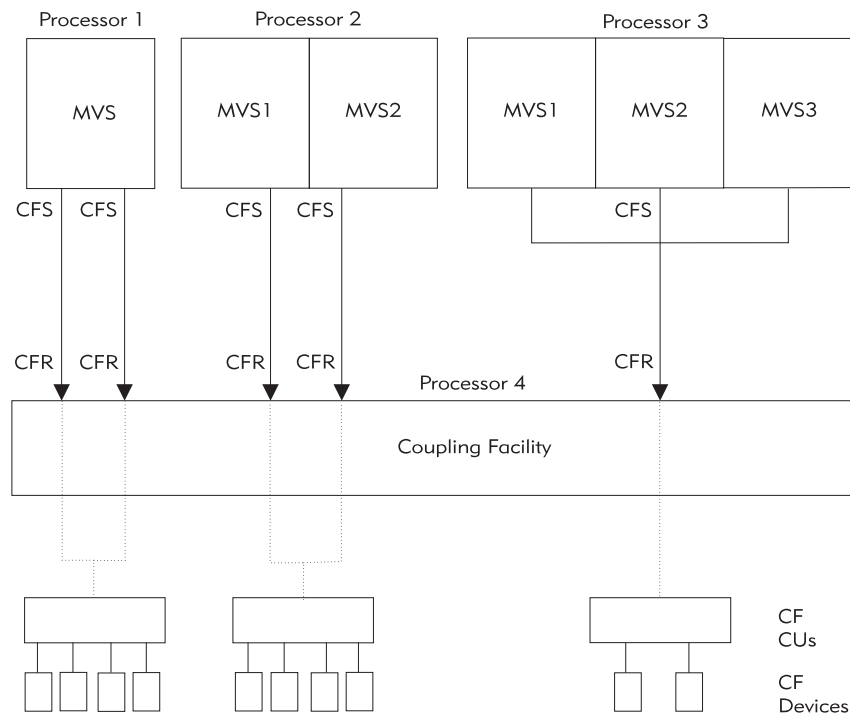 Processor 1
Processor 2
Processor 3
MVS
MVS1
MVS2
MVS1
MVS2
MVS3
CFS
CFS
CFS
CFS
CFS
CFR
CFR
CFR
CFR
CFR
Processor 4
Coupling Facility
CF
CUs
CF
Devices